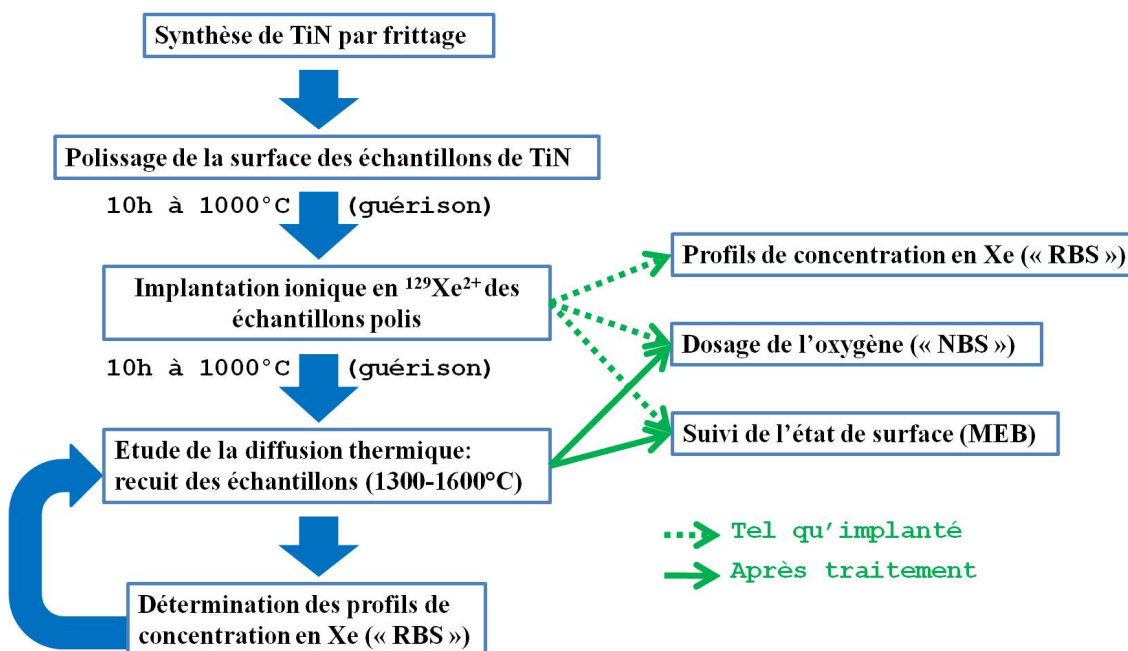 Synthèse de TiN par frittage
Polissage de la surface des échantillons de TiN
10h à 1000°C (guérison)
Implantation ionique en ¹²⁹Xe²⁺ des
échantillons polis
10h à 1000°C (guérison)
Etude de la diffusion thermique:
recuit des échantillons (1300-1600°C)
Détermination des profils de
concentration en Xe (« RBS »)
Profils de concentration en Xe (« RBS »)
Dosage de l’oxygène (« NBS »)
Suivi de l’état de surface (MEB)
Tel qu’implanté
Après traitement